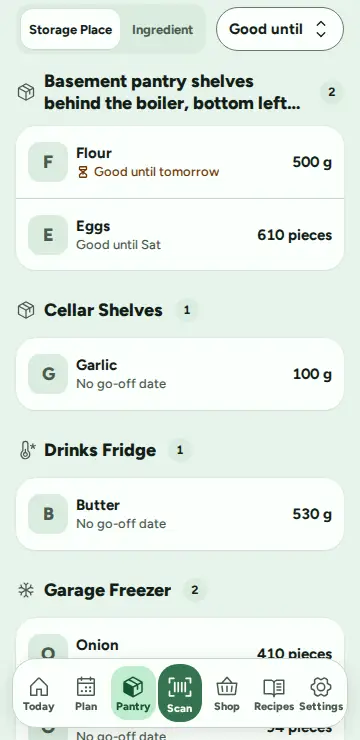 Storage Place
Ingredient
Good until
Basement pantry shelves
behind the boiler, bottom left...
2
F
Flour
Good until tomorrow
500 g
E
Eggs
Good until Sat
610 pieces
Cellar Shelves
1
G
Garlic
No go-off date
100 g
Drinks Fridge
1
B
Butter
No go-off date
530 g
Garage Freezer
2
O
Onion
410 pieces
Today
Plan
Pantry
Scan
Shop
Recipes
Settings
No go-off date